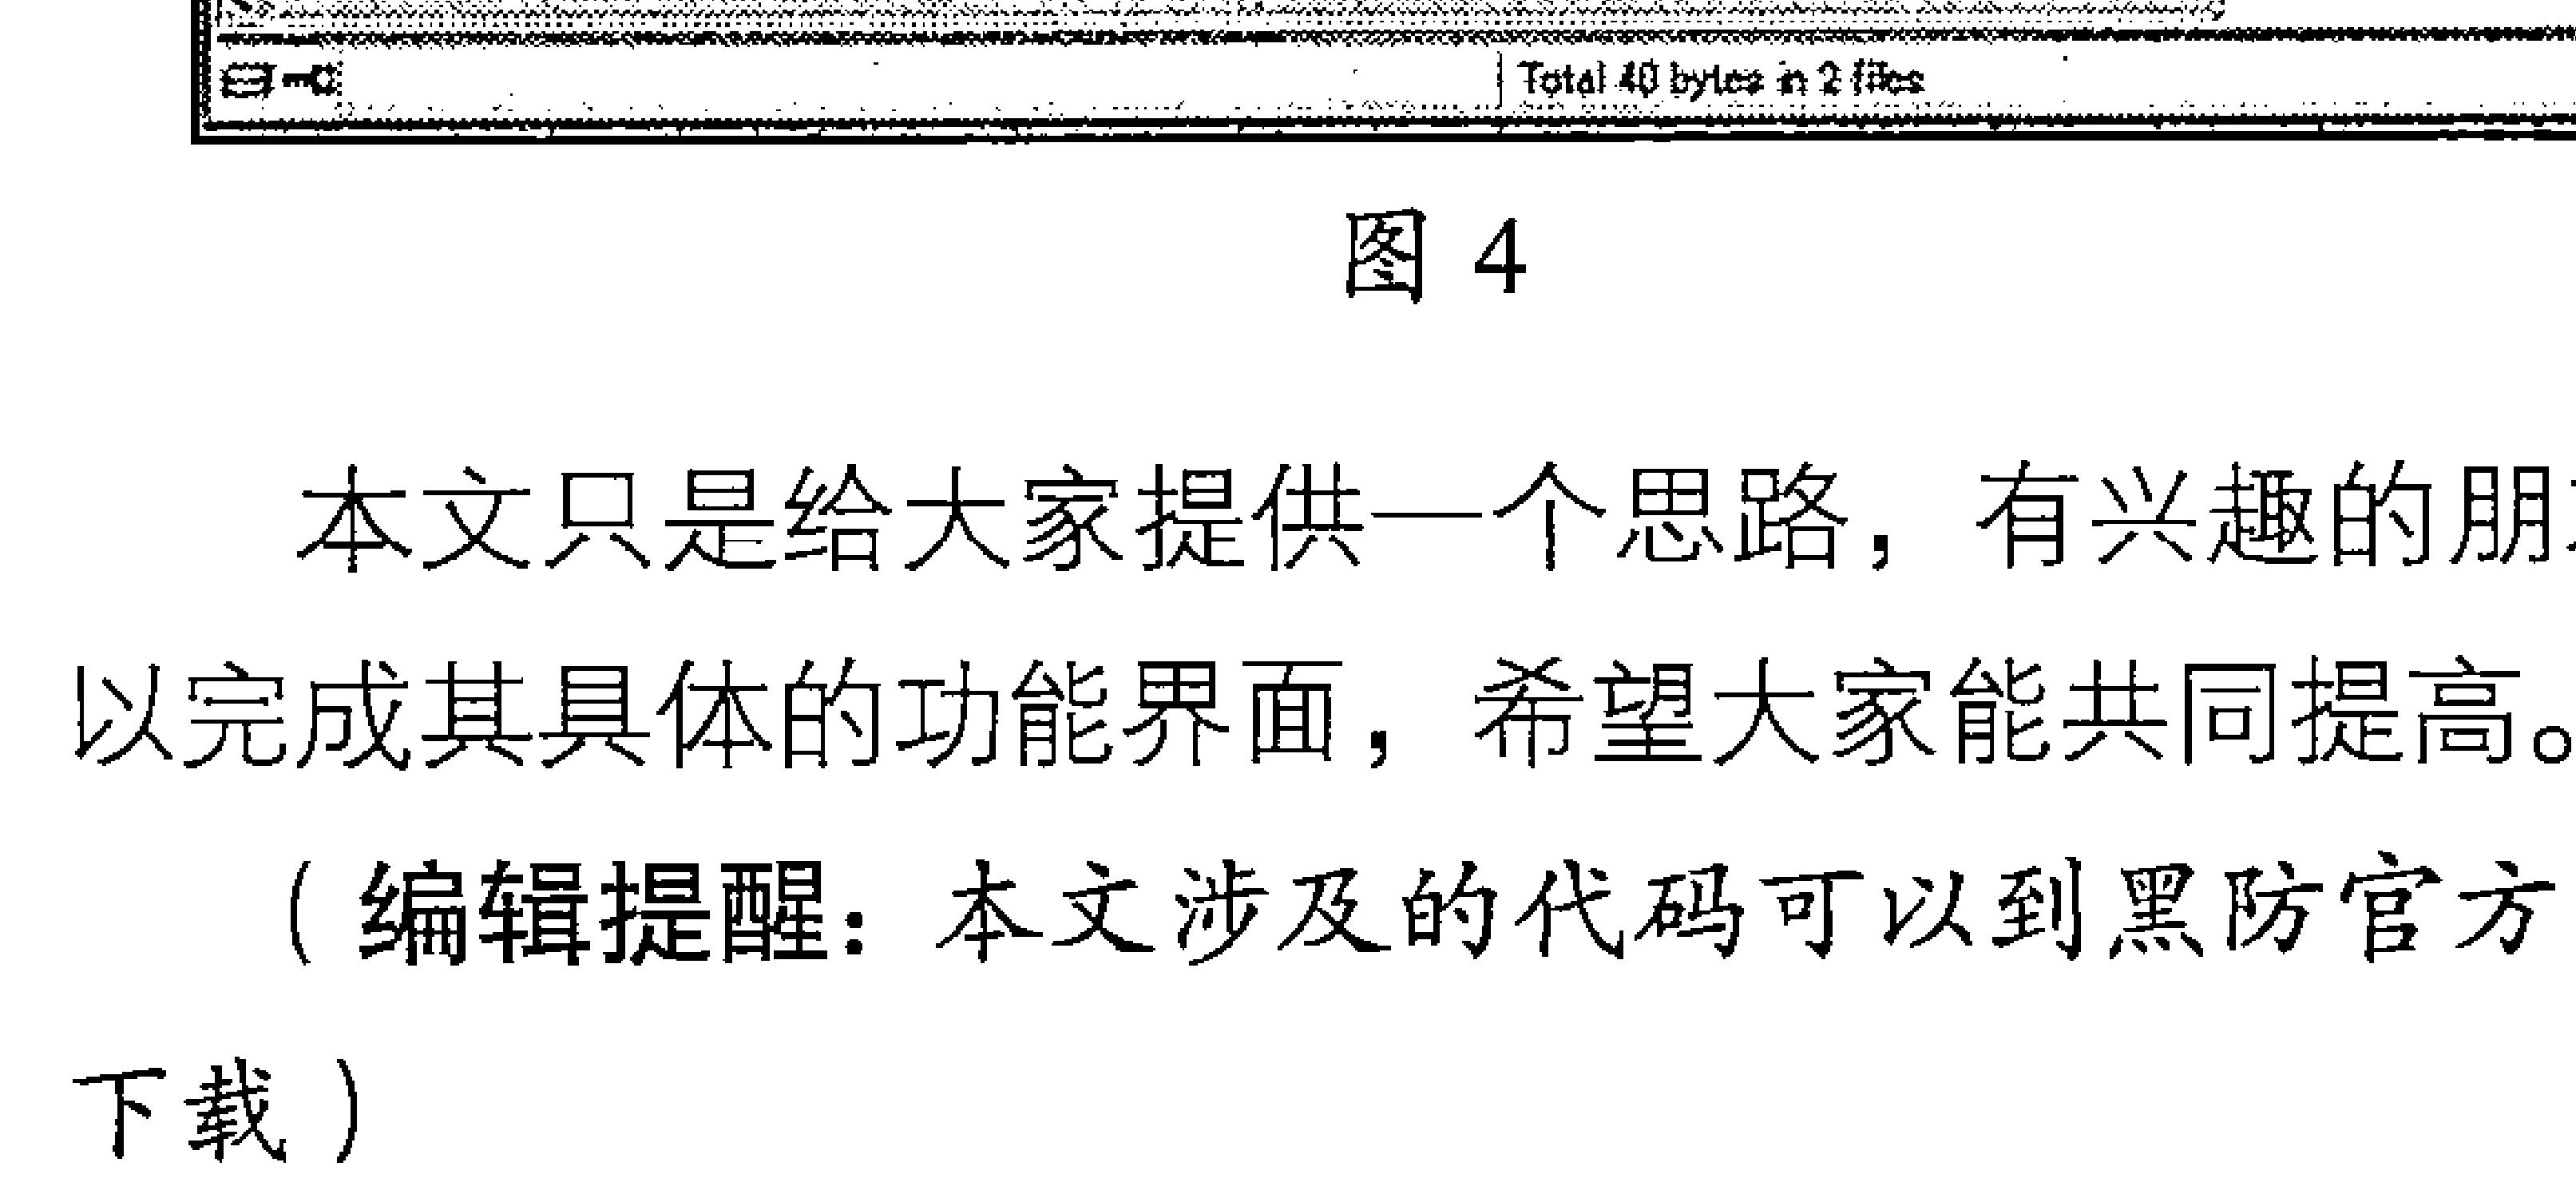 Total 40 bytes in 2 files
图 4
本文只是给大家提供一个思路，有兴趣的朋
以完成其具体的功能界面，希望大家能共同提高。
（编辑提醒：本文涉及的代码可以到黑防官方
下载）